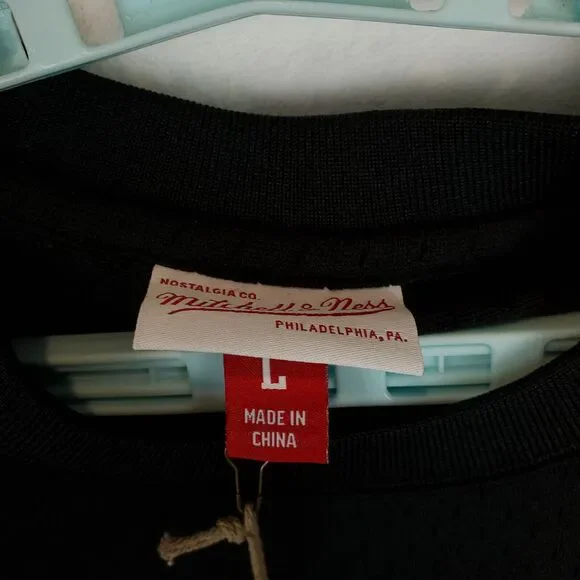 NOSTALGIA CO.
Mitchell & Ness
PHILADELPHIA, PA.
L
MADE IN
CHINA